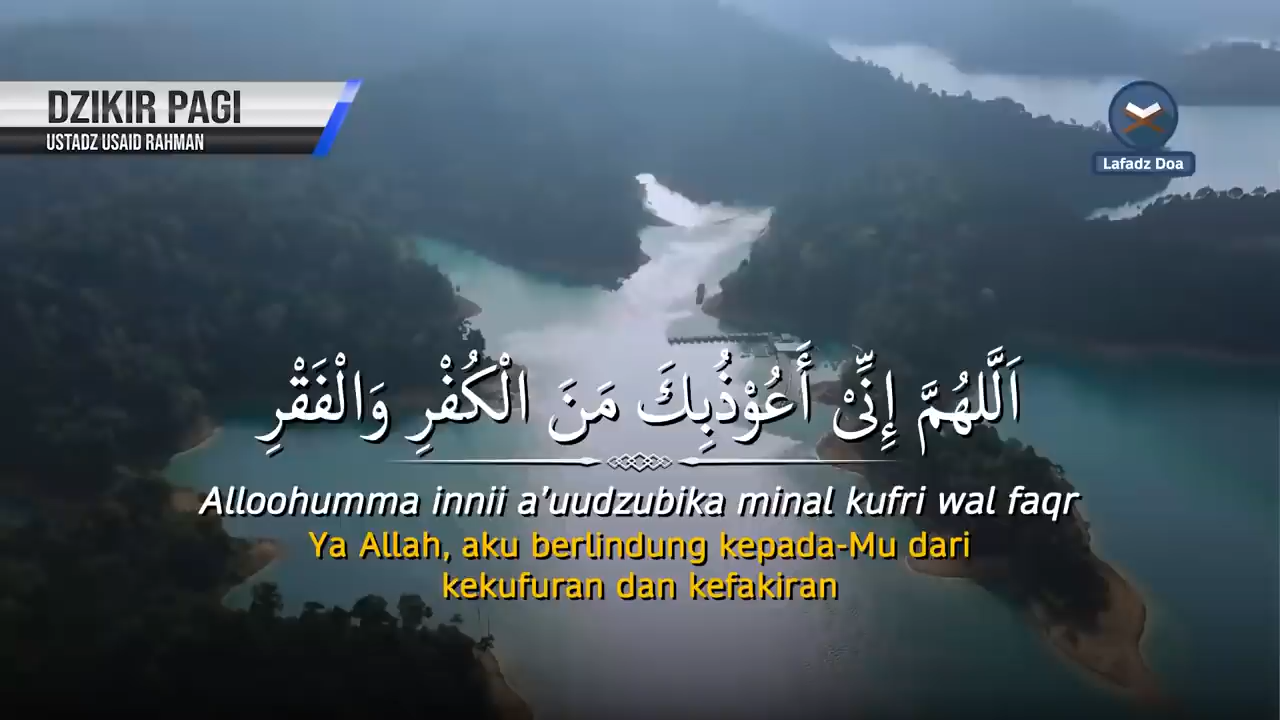 DZIKIR PAGI
USTADZ USAID RAHMAN
Lafadz Doa
اَللَّهُمَّ إِنِّىْ أَعُوْذُبِكَ مَنَ الْكُفْرِ وَالْفَقْرِ
Alloohumma innii a'uudzubika minal kufri wal faqr
Ya Allah, aku berlindung kepada-Mu dari
kekufuran dan kefakiran